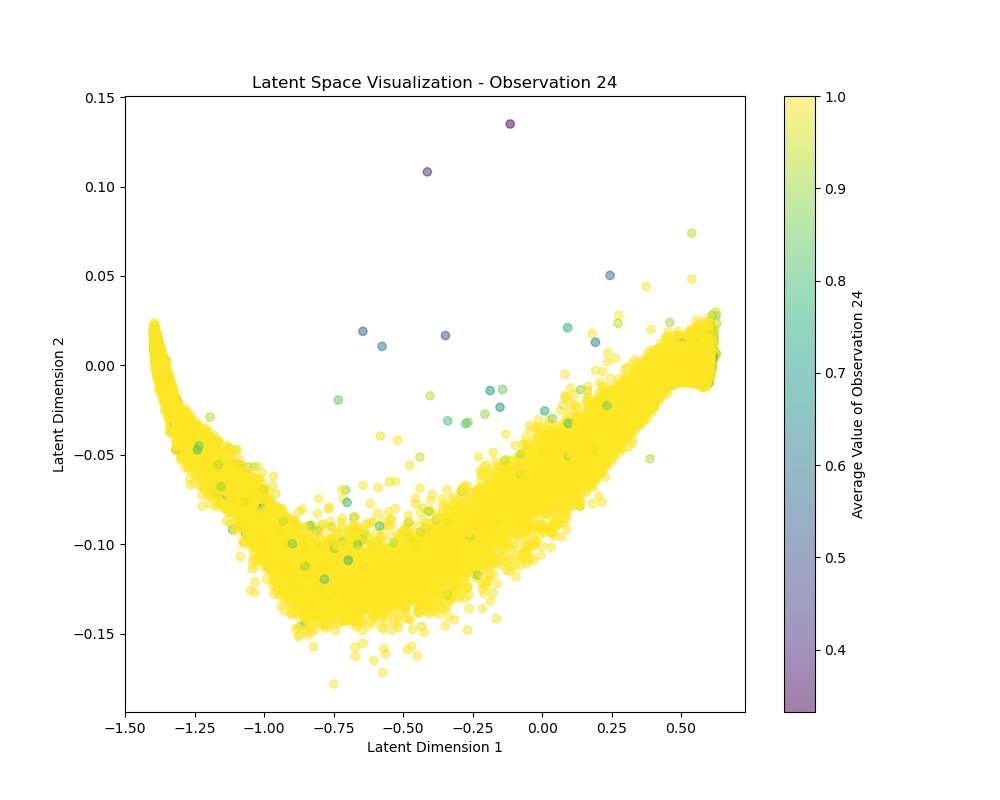 Latent Space Visualization - Observation 24
0.15
0.10
0.05
0.00
−0.05
−0.10
−0.15
Latent Dimension 2
−1.50 −1.25 −1.00 −0.75 −0.50 −0.25 0.00 0.25 0.50
Latent Dimension 1
1.0
0.9
0.8
0.7
0.6
0.5
0.4
Average Value of Observation 24